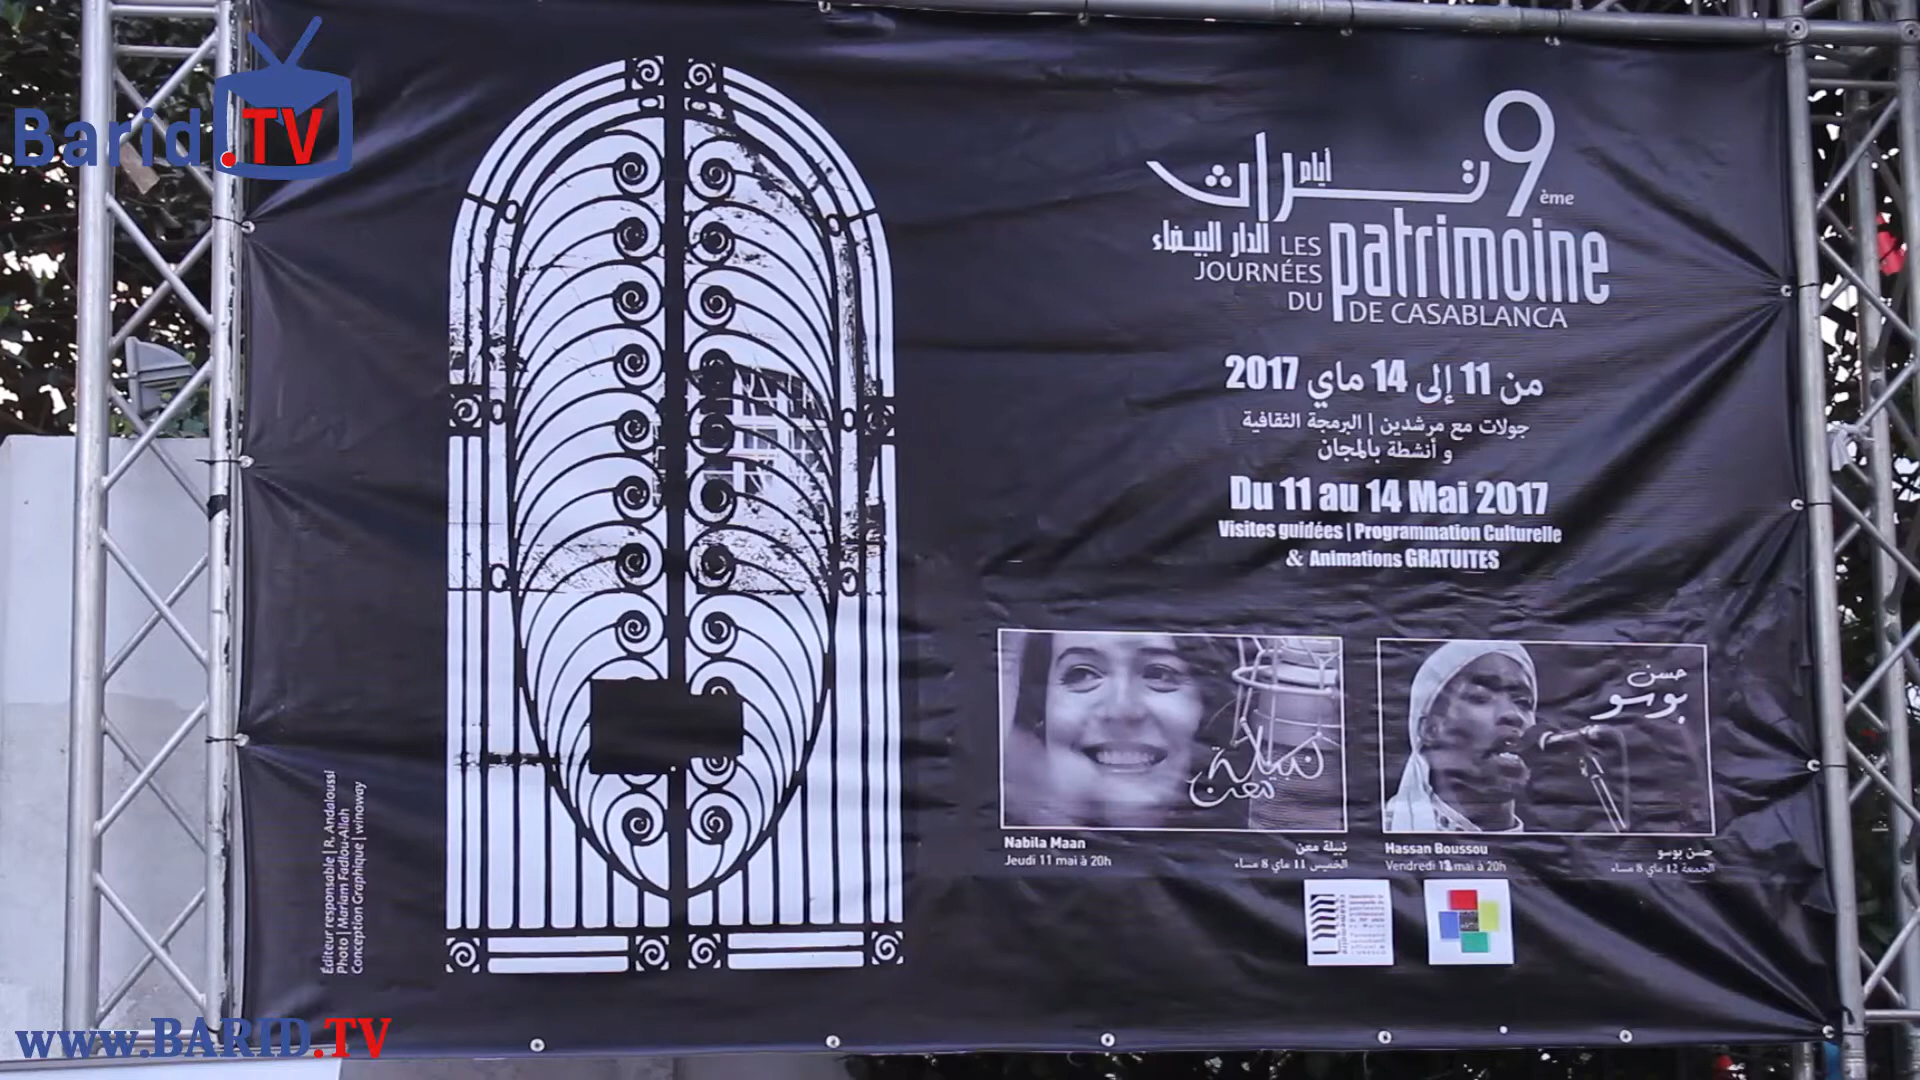 Barid.TV
9ème
أيام
تراث
الدار البيضاء
LES JOURNÉES DU
patrimoine
DE CASABLANCA
من 11 إلى 14 ماي 2017
جولات مع مرشدين | البرمجة الثقافية
و أنشطة بالمجان
Du 11 au 14 Mai 2017
Visites guidées | Programmation Culturelle
& Animations GRATUITES
نبيلة
معن
حسن
بوسو
Nabila Maan
نبيلة معن
Jeudi 11 mai à 20h
الخميس 11 ماي 8 مساء
Hassan Boussou
حسن بوسو
Vendredi 12 mai à 20h
الجمعة 12 ماي 8 مساء
Éditeur responsable | R. Andaloussi
Photo | Mariam Fadlou-Allah
Conception Graphique | winoway
www.BARID.TV